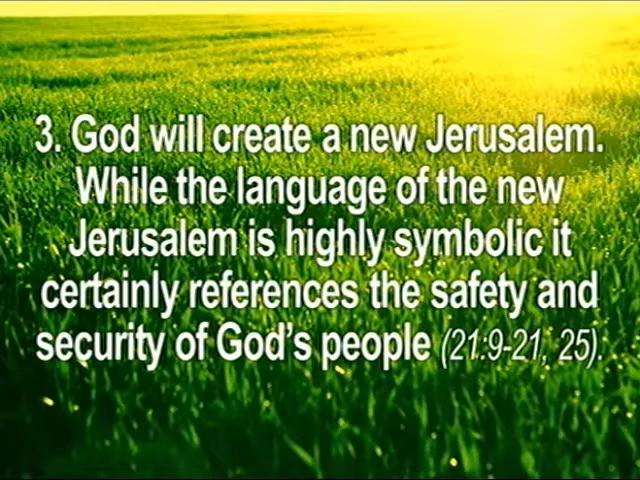 3. God will create a new Jerusalem.
While the language of the new
Jerusalem is highly symbolic it
certainly references the safety and
security of God's people (21:9-21, 25).